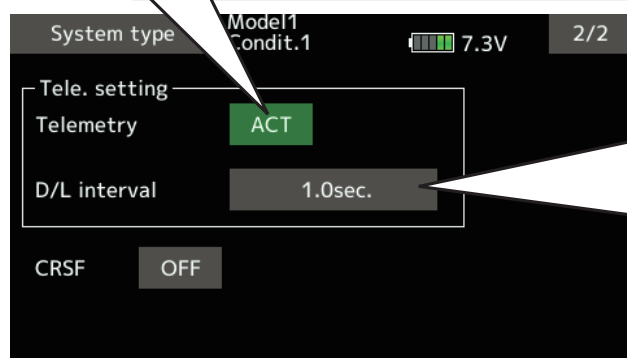 System type
Model1
Condit.1
7.3V
2/2
Tele. setting
Telemetry
ACT
D/L interval
1.0sec.
CRSF
OFF